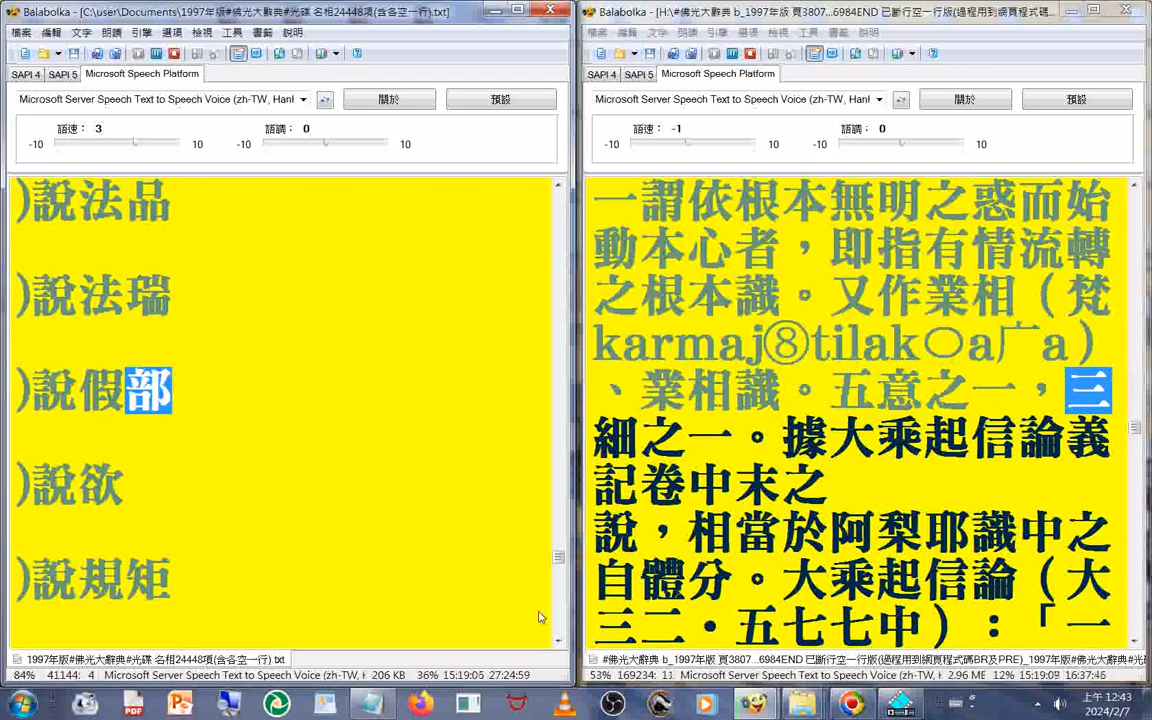 Balabolka - [C:\user\Documents\1997年版#佛光大辭典#光碟 名相24448項(含各空一行).txt]
檔案 編輯 文字 朗讀 引擎 選項 檢視 工具 書籤 說明
SAPI 4 SAPI 5 Microsoft Speech Platform
Microsoft Server Speech Text to Speech Voice (zh-TW, Hanl
關於 預設
語速： 3 語調： 0
-10 10 -10 10
)說法品
)說法瑞
)說假部
)說欲
)說規矩
1997年版#佛光大辭典#光碟 名相24448項(含各空一行).txt
84% 41144: 4 Microsoft Server Speech Text to Speech Voice (zh-TW, H 206 KB 36% 15:19:05 27:24:59
Balabolka - [H:\#佛光大辭典 b_1997年版 頁3807...6984END 已斷行空一行版(過程用到網頁程式碼
檔案 編輯 文字 朗讀 引擎 選項 檢視 工具 書籤 說明
SAPI 4 SAPI 5 Microsoft Speech Platform
Microsoft Server Speech Text to Speech Voice (zh-TW, Hanl
關於 預設
語速： -1 語調： 0
-10 10 -10 10
一謂依根本無明之惑而始
動本心者，即指有情流轉
之根本識。又作業相（梵
karmaj⑧tilak〇a广a）
、業相識。五意之一，三
細之一。據大乘起信論義
記卷中末之
說，相當於阿梨耶識中之
自體分。大乘起信論（大
三二・五七七中）：「一
#佛光大辭典 b_1997年版 頁3807...6984END 已斷行空一行版(過程用到網頁程式碼BR及PRE)_1997年版#光
53% 169234: 1 Microsoft Server Speech Text to Speech Voice (zh-TW, H 2.96 ME 12% 15:19:0 16:37:46
上午 12:43
2024/2/7